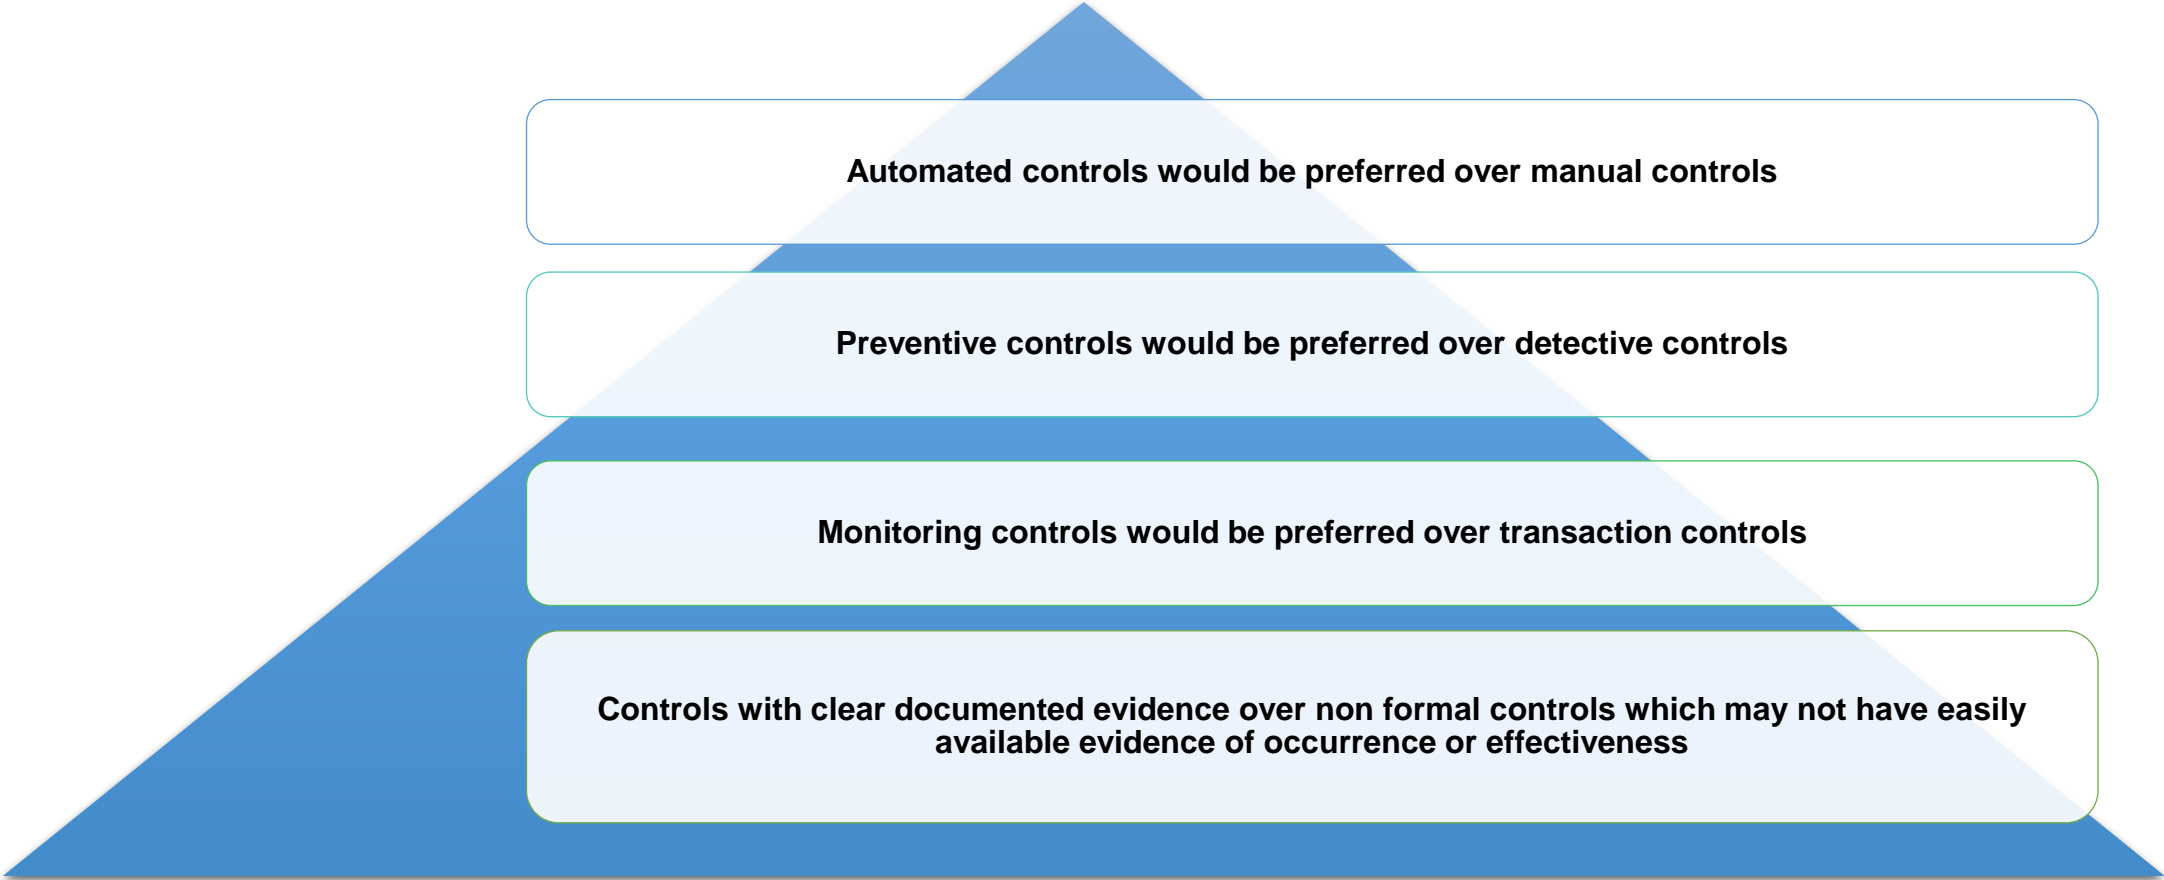 Automated controls would be preferred over manual controls
Preventive controls would be preferred over detective controls
Monitoring controls would be preferred over transaction controls
Controls with clear documented evidence over non formal controls which may not have easily
available evidence of occurrence or effectiveness